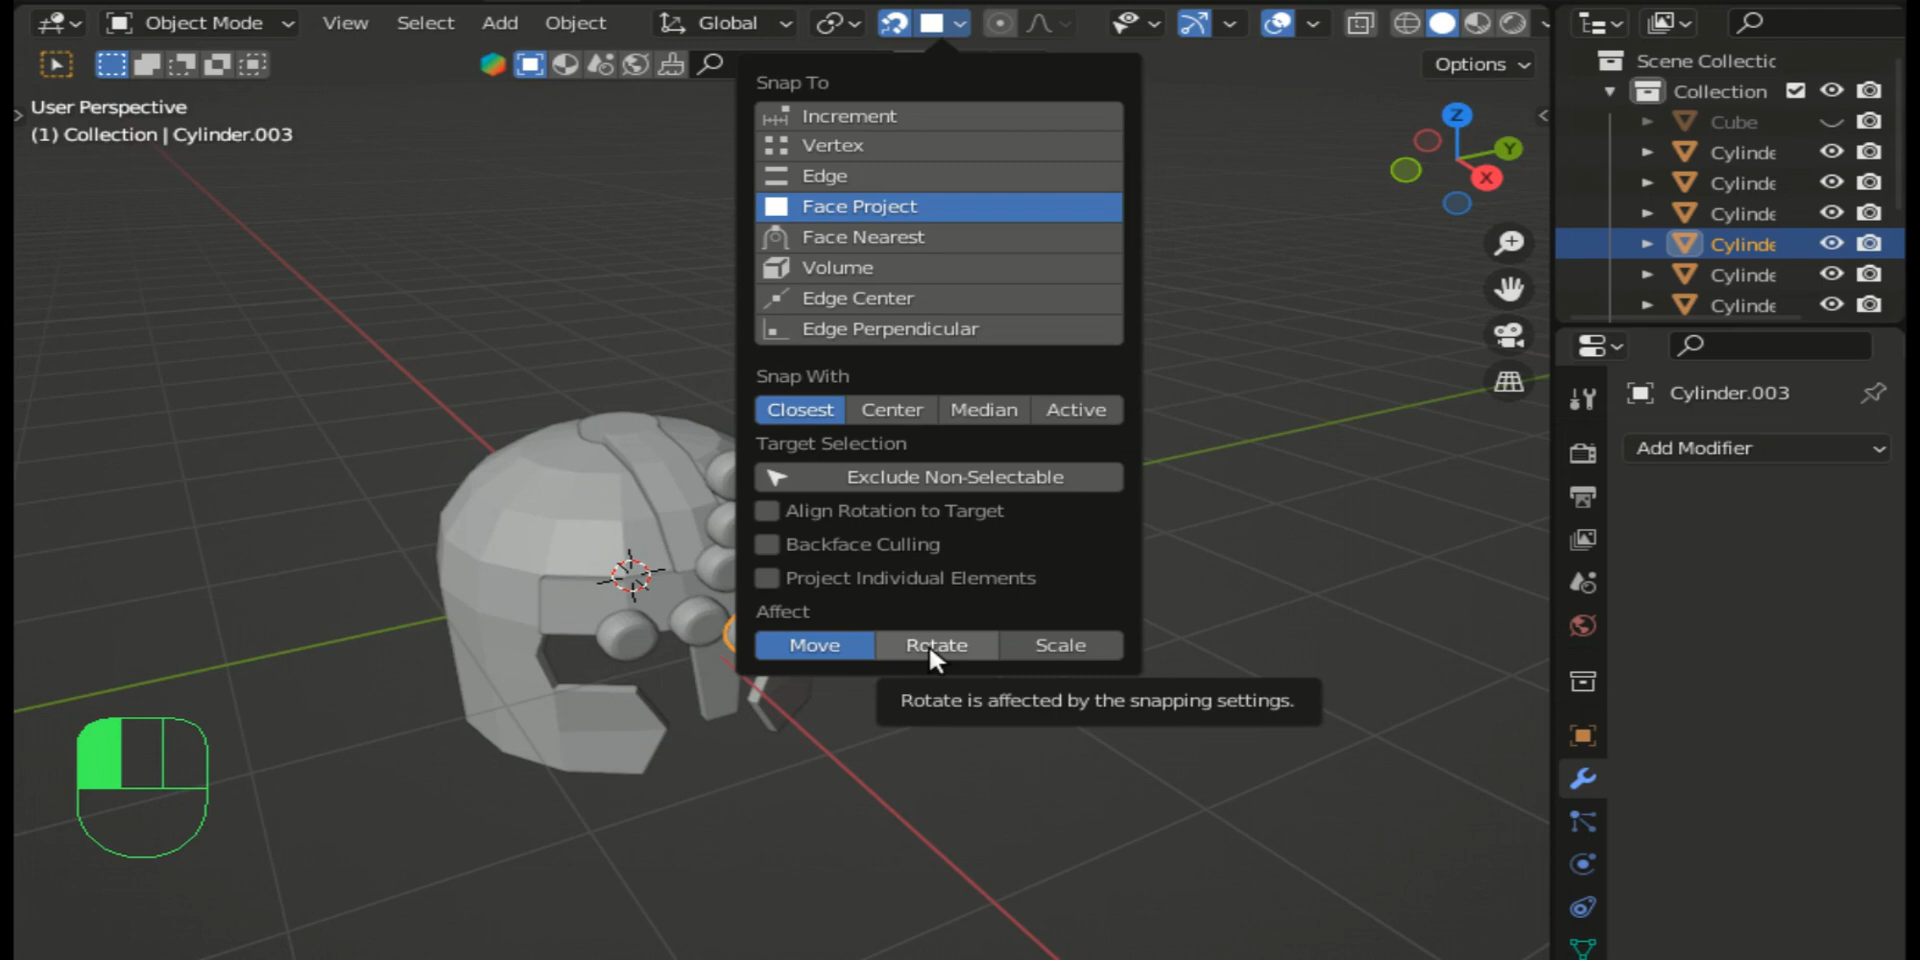 Object Mode
View
Select
Add
Object
Global
Options
User Perspective
(1) Collection | Cylinder.003
Snap To
Increment
Vertex
Edge
Face Project
Face Nearest
Volume
Edge Center
Edge Perpendicular
Snap With
Closest
Center
Median
Active
Target Selection
Exclude Non-Selectable
Align Rotation to Target
Backface Culling
Project Individual Elements
Affect
Move
Rotate
Scale
Rotate is affected by the snapping settings.
Z
Y
X
Scene Collectic
Collection
Cube
Cylinde
Cylinde
Cylinde
Cylinde
Cylinde
Cylinde
Cylinder.003
Add Modifier